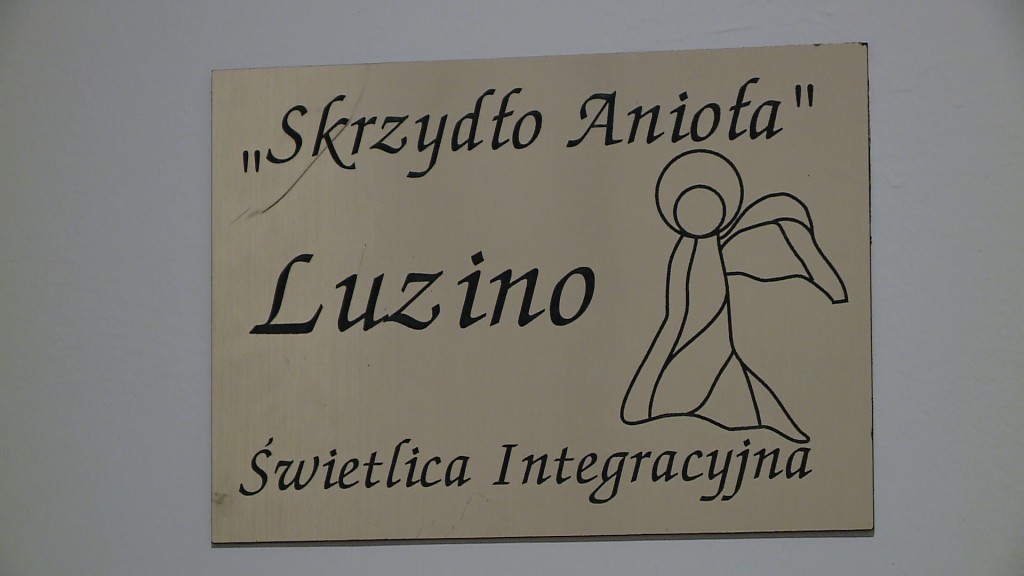 „Skrzydło Anioła"
Luzino
Świetlica Integracyjna